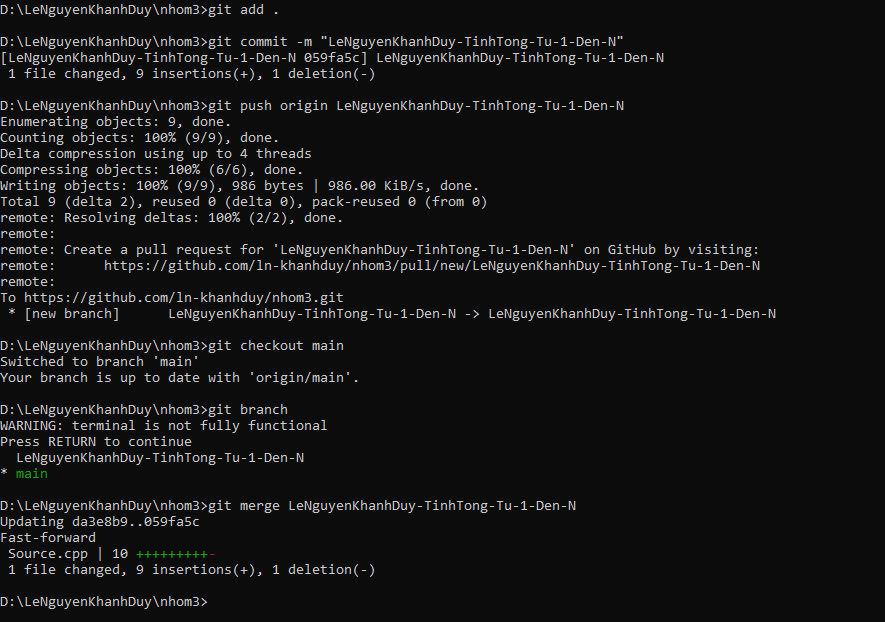 D:\LeNguyenKhanhDuy\nhom3>git add .
D:\LeNguyenKhanhDuy\nhom3>git commit -m "LeNguyenKhanhDuy-TinhTong-Tu-1-Den-N"
[LeNguyenKhanhDuy-TinhTong-Tu-1-Den-N 059fa5c] LeNguyenKhanhDuy-TinhTong-Tu-1-Den-N
 1 file changed, 9 insertions(+), 1 deletion(-)
D:\LeNguyenKhanhDuy\nhom3>git push origin LeNguyenKhanhDuy-TinhTong-Tu-1-Den-N
Enumerating objects: 9, done.
Counting objects: 100% (9/9), done.
Delta compression using up to 4 threads
Compressing objects: 100% (6/6), done.
Writing objects: 100% (9/9), 986 bytes | 986.00 KiB/s, done.
Total 9 (delta 2), reused 0 (delta 0), pack-reused 0 (from 0)
remote: Resolving deltas: 100% (2/2), done.
remote:
remote: Create a pull request for 'LeNguyenKhanhDuy-TinhTong-Tu-1-Den-N' on GitHub by visiting:
remote:      https://github.com/ln-khanhduy/nhom3/pull/new/LeNguyenKhanhDuy-TinhTong-Tu-1-Den-N
remote:
To https://github.com/ln-khanhduy/nhom3.git
 * [new branch]      LeNguyenKhanhDuy-TinhTong-Tu-1-Den-N -> LeNguyenKhanhDuy-TinhTong-Tu-1-Den-N
D:\LeNguyenKhanhDuy\nhom3>git checkout main
Switched to branch 'main'
Your branch is up to date with 'origin/main'.
D:\LeNguyenKhanhDuy\nhom3>git branch
WARNING: terminal is not fully functional
Press RETURN to continue
  LeNguyenKhanhDuy-TinhTong-Tu-1-Den-N
* main
D:\LeNguyenKhanhDuy\nhom3>git merge LeNguyenKhanhDuy-TinhTong-Tu-1-Den-N
Updating da3e8b9..059fa5c
Fast-forward
 Source.cpp | 10 +++++++++-
 1 file changed, 9 insertions(+), 1 deletion(-)
D:\LeNguyenKhanhDuy\nhom3>